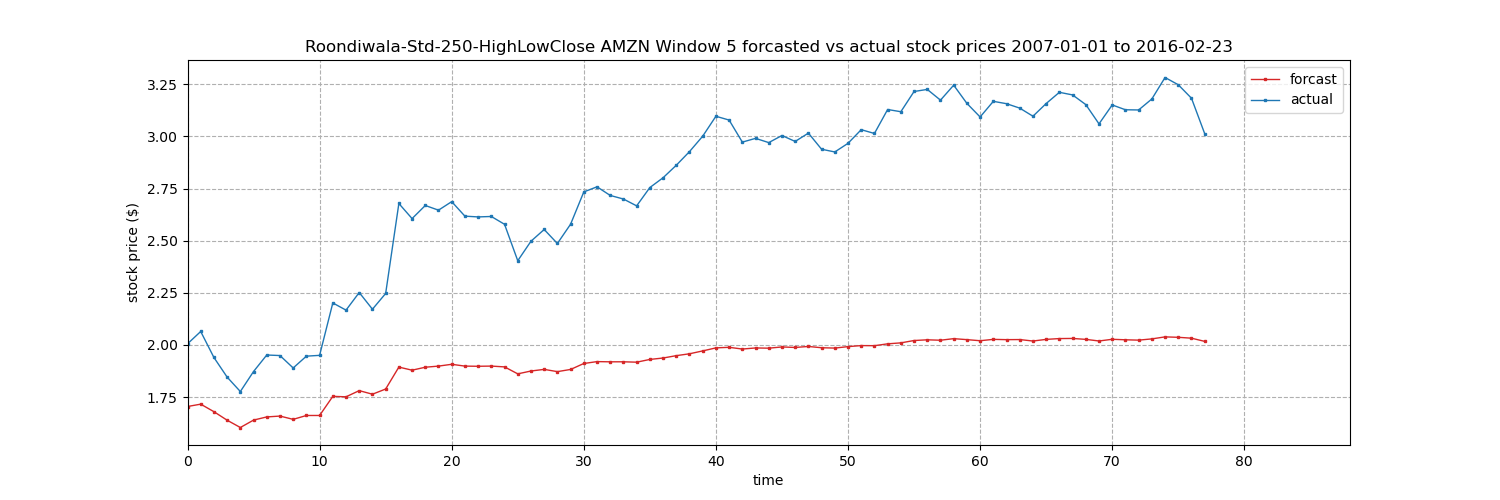 Roondiwala-Std-250-HighLowClose AMZN Window 5 forcasted vs actual stock prices 2007-01-01 to 2016-02-23
forcast
actual
stock price ($)
3.25
3.00
2.75
2.50
2.25
2.00
1.75
0 10 20 30 40 50 60 70 80
time